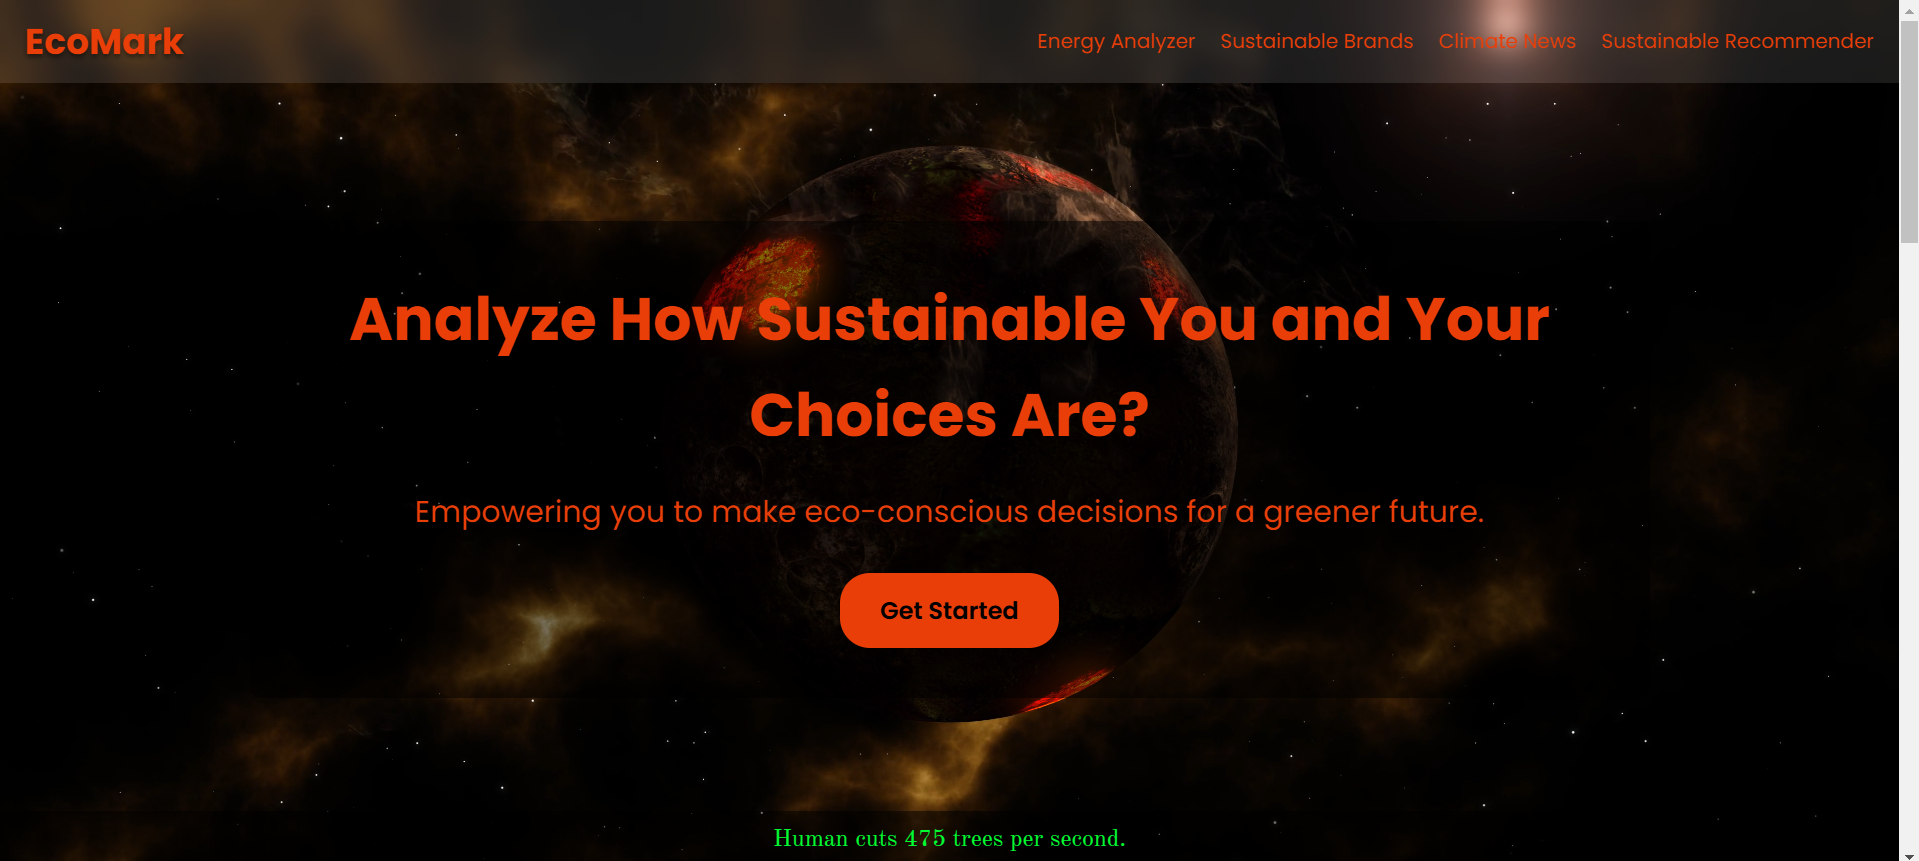 EcoMark
Energy Analyzer
Sustainable Brands
Climate News
Sustainable Recommender
Analyze How Sustainable You and Your
Choices Are?
Empowering you to make eco-conscious decisions for a greener future.
Get Started
Human cuts 475 trees per second.